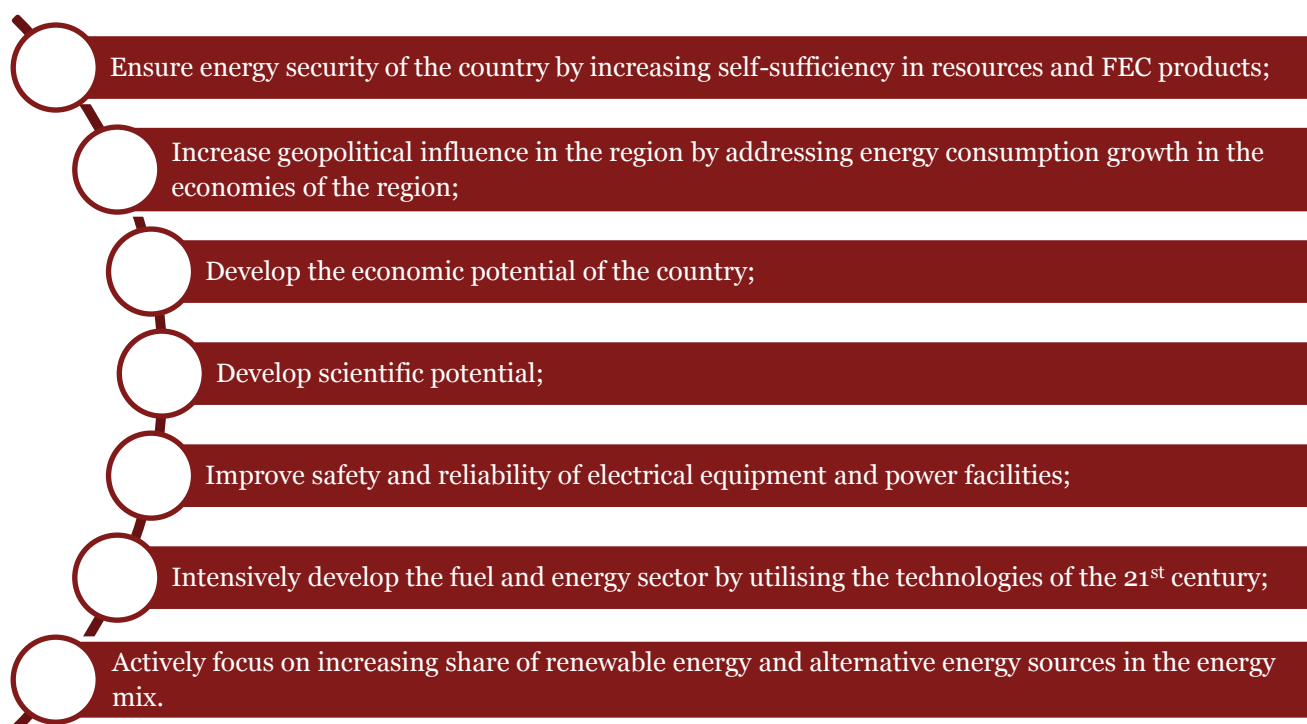 Ensure energy security of the country by increasing self-sufficiency in resources and FEC products;
Increase geopolitical influence in the region by addressing energy consumption growth in the
economies of the region;
Develop the economic potential of the country;
Develop scientific potential;
Improve safety and reliability of electrical equipment and power facilities;
Intensively develop the fuel and energy sector by utilising the technologies of the 21st century;
Actively focus on increasing share of renewable energy and alternative energy sources in the energy
mix.